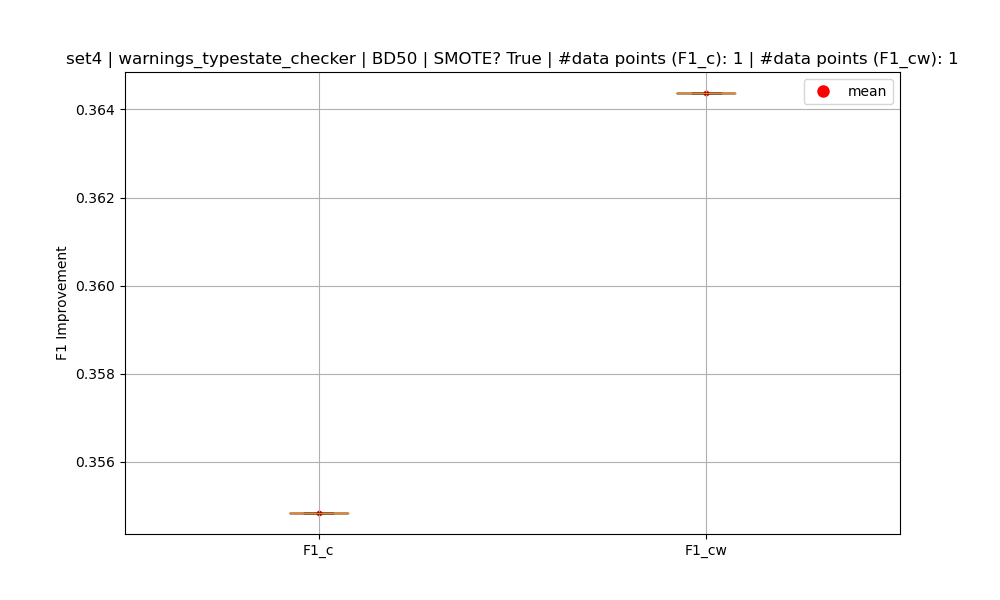 set4 | warnings_typestate_checker | BD50 | SMOTE? True | #data points (F1_c): 1 | #data points (F1_cw): 1
mean
0.364
0.362
0.360
0.358
0.356
F1 Improvement
F1_c
F1_cw